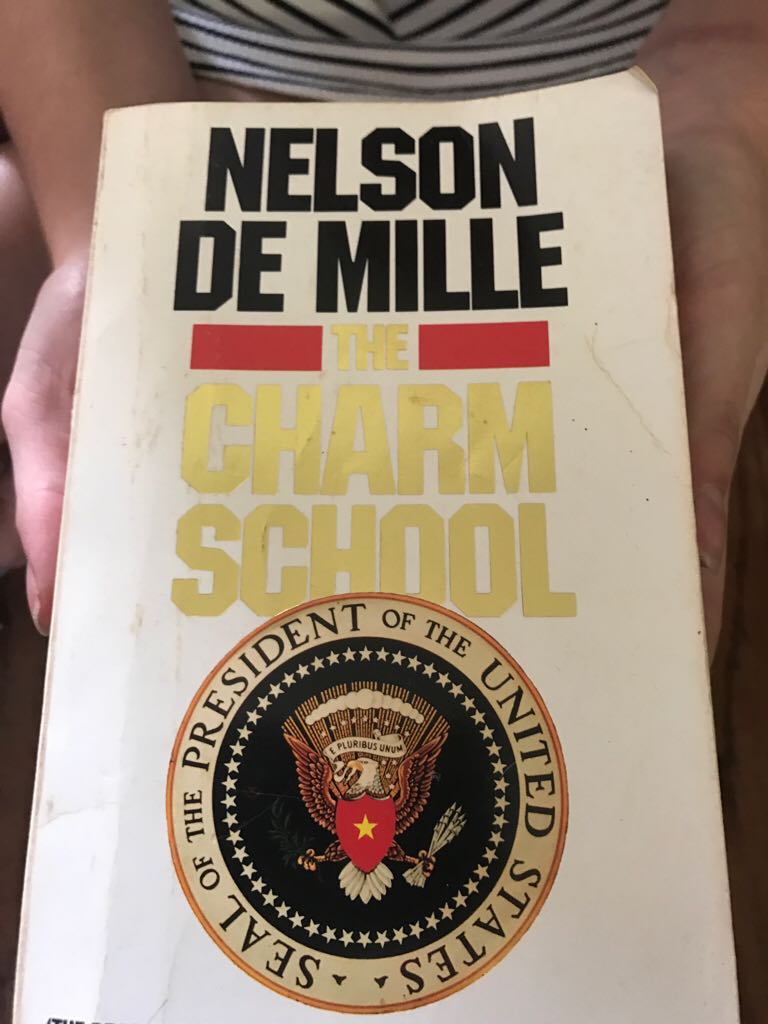 NELSON
DE MILLE
THE
CHARM
SCHOOL
SEAL OF THE PRESIDENT OF THE UNITED STATES
E PLURIBUS UNUM